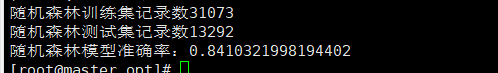 随机森林训练集记录数31073
随机森林测试集记录数13292
随机森林模型准确率：0.8410321998194402
[root@master opt]#